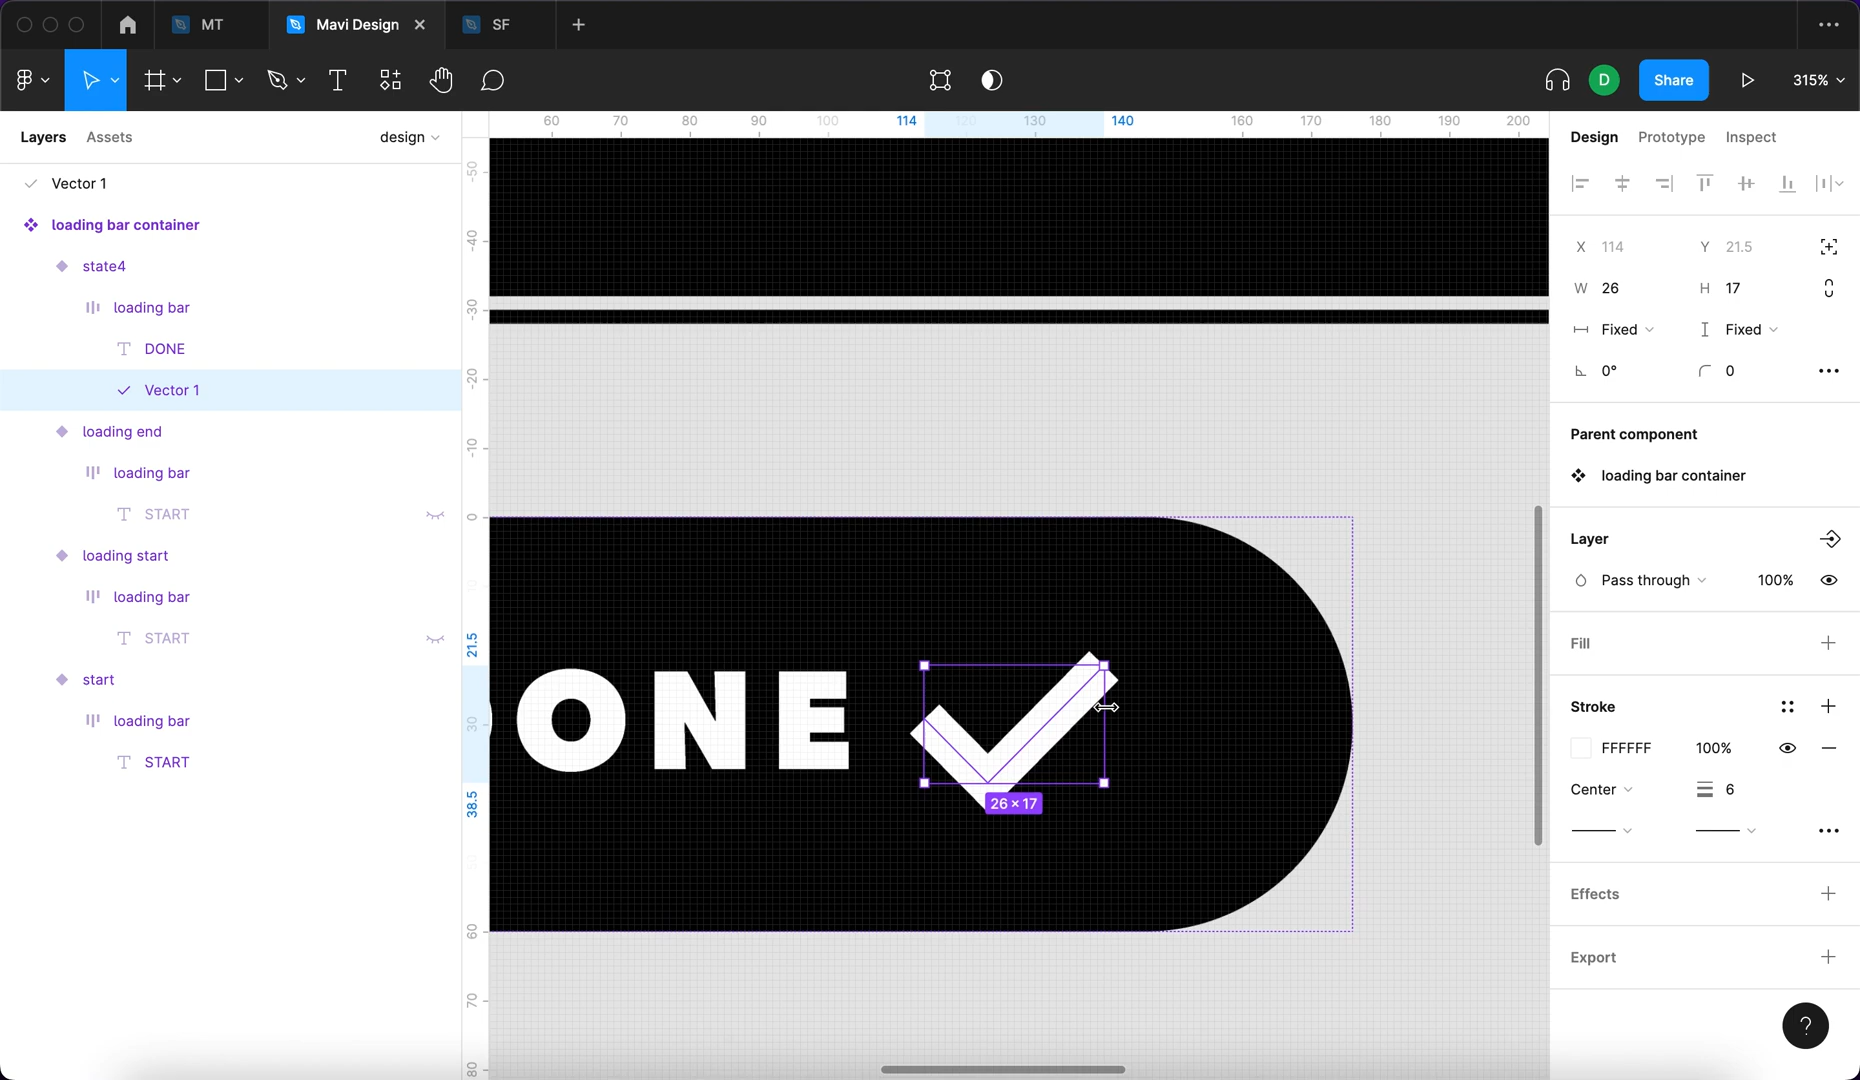 MT
Mavi Design
SF
D
Share
315%
Layers
Assets
design
60 70 80 90 100 114 120 130 140 160 170 180 190 200
Design
Prototype
Inspect
Vector 1
loading bar container
state4
loading bar
DONE
Vector 1
loading end
loading bar
START
loading start
loading bar
START
start
loading bar
START
-50
-40
-30
-20
-10
0
21.5
30
38.5
60
70
80
ONE
26 × 17
X 114
Y 21.5
W 26
H 17
Fixed
Fixed
0°
0
Parent component
loading bar container
Layer
Pass through
100%
Fill
Stroke
FFFFFF
100%
Center
6
Effects
Export
?